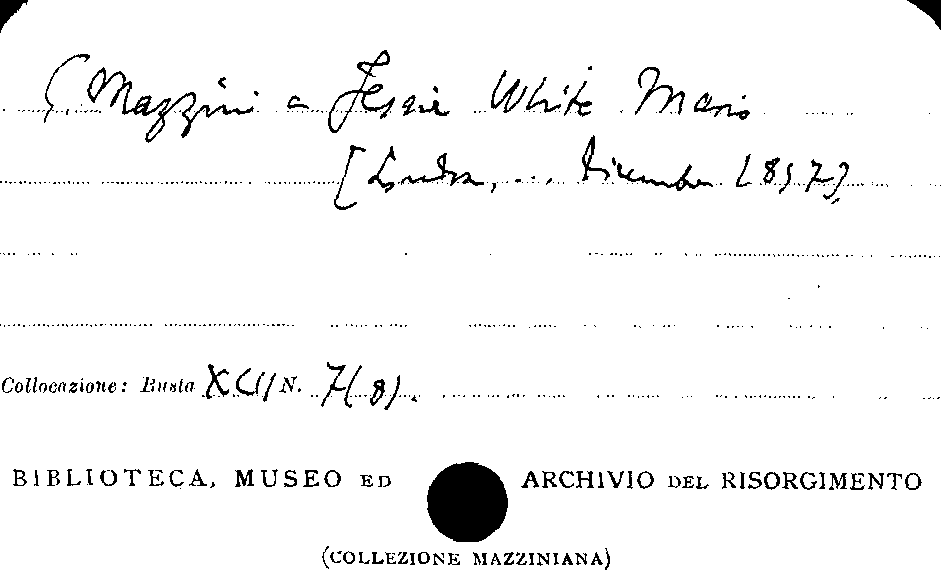 G. Mazzini a Jessie White Mario
[Londra, ... Dicembre 1857]
Collocazione: Busta XCII N. 7(8).
BIBLIOTECA, MUSEO ED ARCHIVIO DEL RISORGIMENTO
(COLLEZIONE MAZZINIANA)